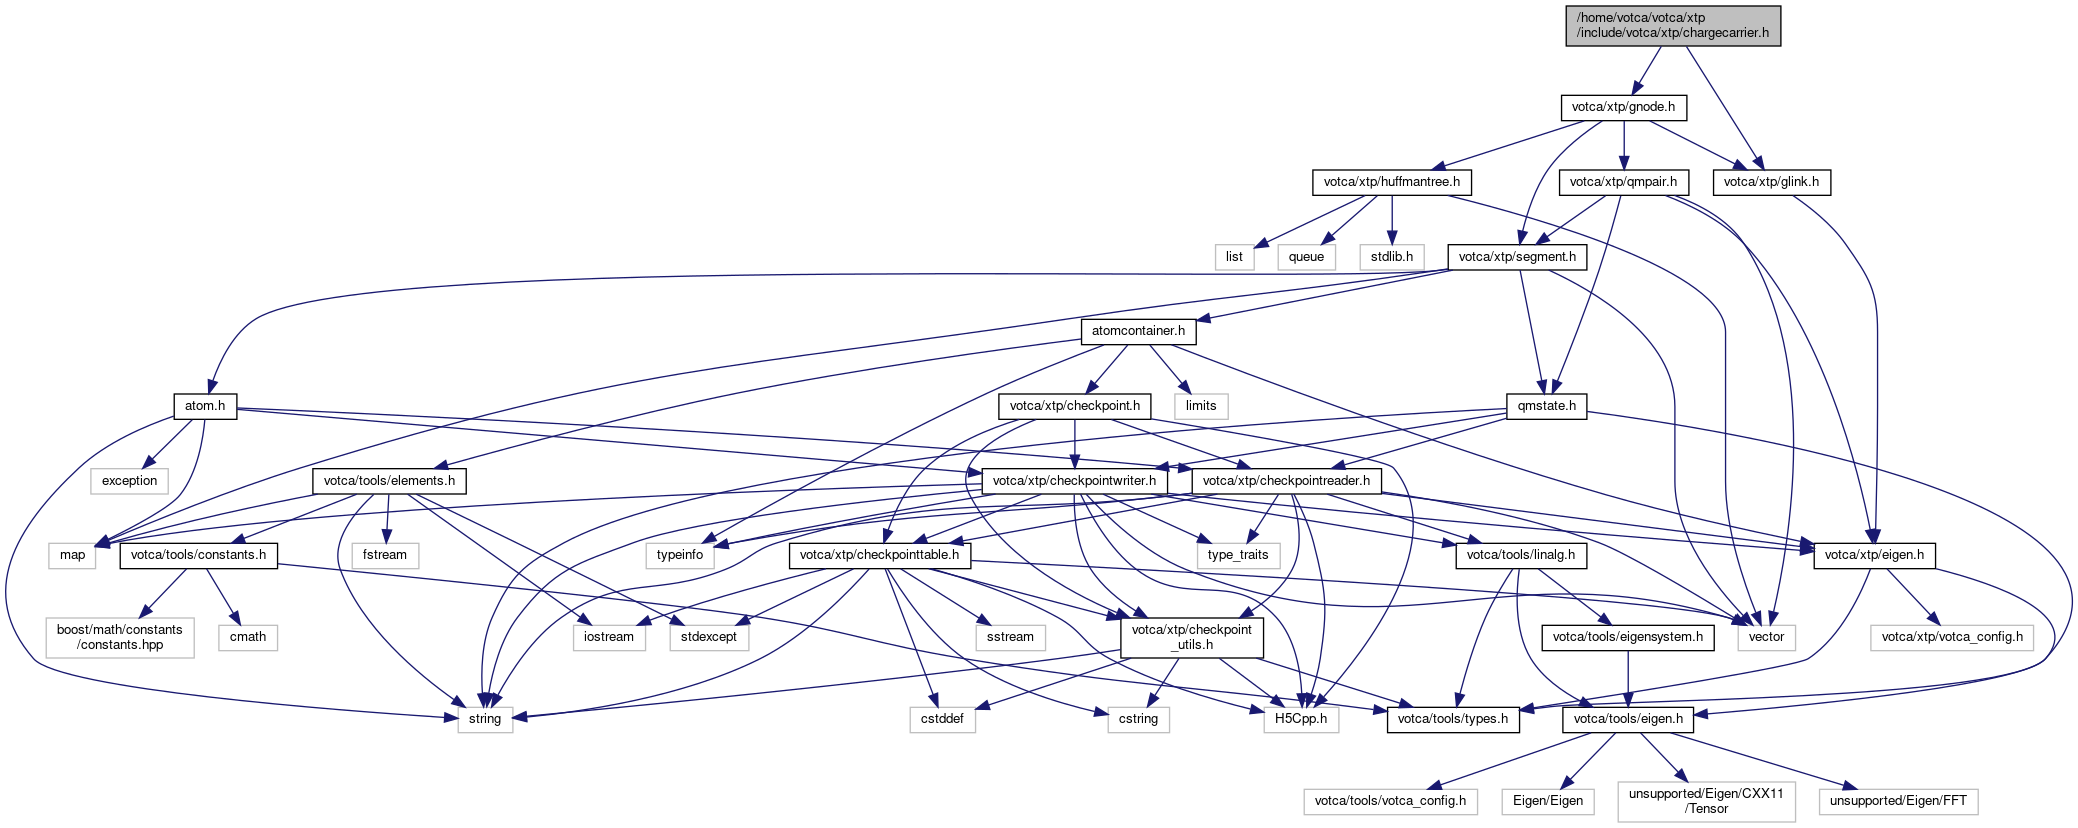 /home/votca/votca/xtp
/include/votca/xtp/chargecarrier.h
votca/xtp/gnode.h
votca/xtp/huffmantree.h
votca/xtp/qmpair.h
votca/xtp/glink.h
list
queue
stdlib.h
votca/xtp/segment.h
atomcontainer.h
atom.h
votca/xtp/checkpoint.h
limits
qmstate.h
exception
votca/tools/elements.h
votca/xtp/checkpointwriter.h
votca/xtp/checkpointreader.h
map
votca/tools/constants.h
fstream
typeinfo
votca/xtp/checkpointtable.h
type_traits
votca/tools/linalg.h
votca/xtp/eigen.h
boost/math/constants
/constants.hpp
cmath
iostream
stdexcept
sstream
votca/xtp/checkpoint
_utils.h
votca/tools/eigensystem.h
vector
votca/xtp/votca_config.h
string
cstddef
cstring
H5Cpp.h
votca/tools/types.h
votca/tools/eigen.h
votca/tools/votca_config.h
Eigen/Eigen
unsupported/Eigen/CXX11
/Tensor
unsupported/Eigen/FFT